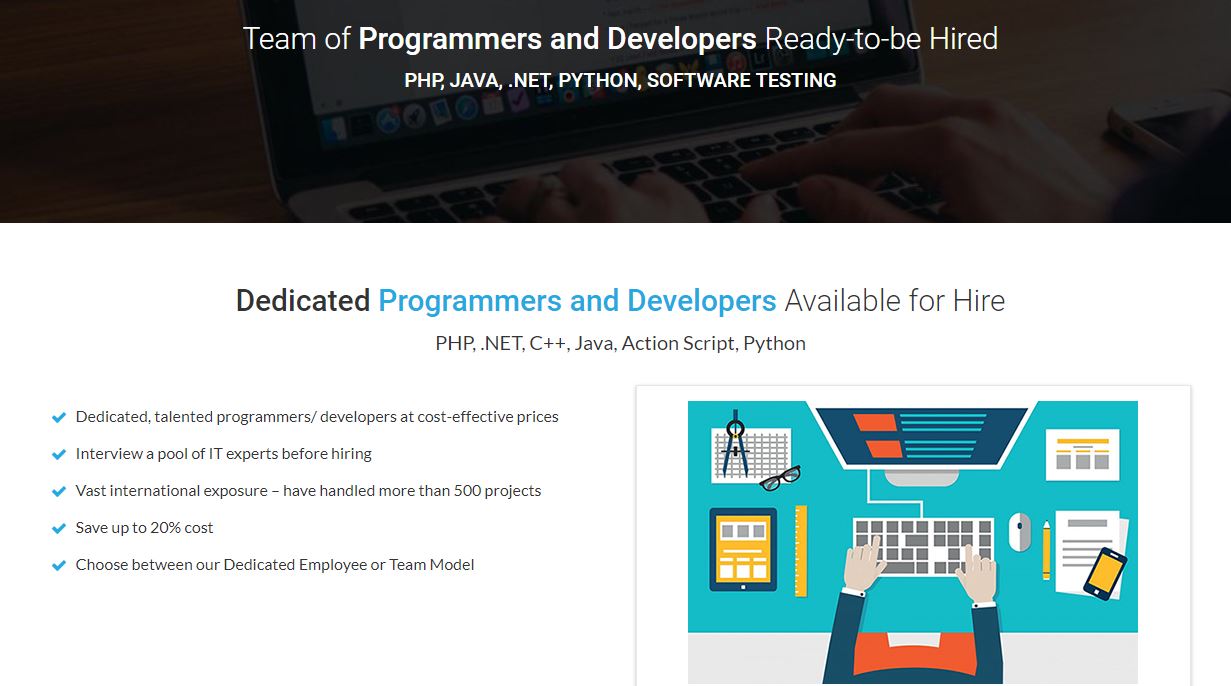 Team of Programmers and Developers Ready-to-be Hired
PHP, JAVA, .NET, PYTHON, SOFTWARE TESTING
Dedicated Programmers and Developers Available for Hire
PHP, .NET, C++, Java, Action Script, Python
Dedicated, talented programmers/ developers at cost-effective prices
Interview a pool of IT experts before hiring
Vast international exposure – have handled more than 500 projects
Save up to 20% cost
Choose between our Dedicated Employee or Team Model